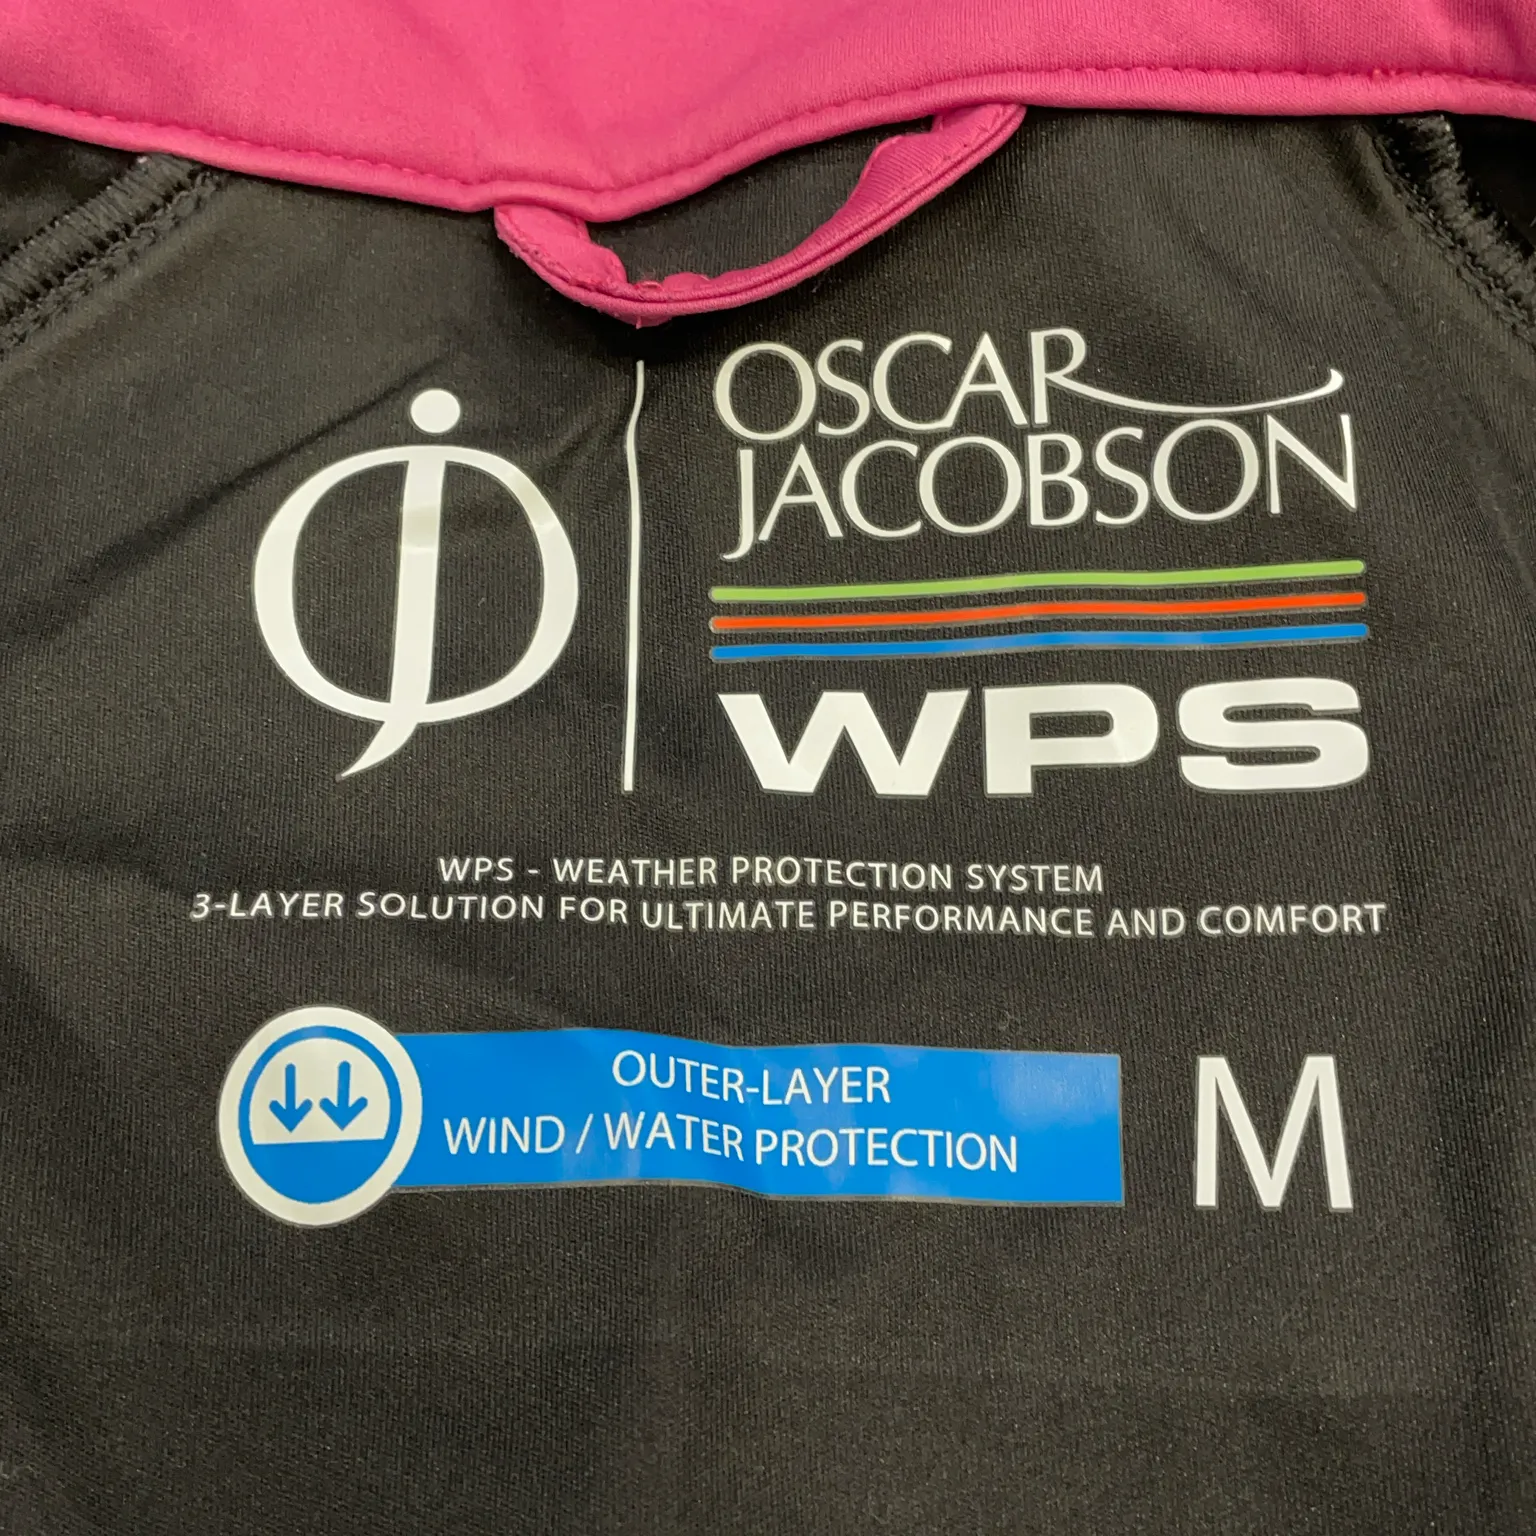 OSCAR
JACOBSON
WPS
WPS - WEATHER PROTECTION SYSTEM
3-LAYER SOLUTION FOR ULTIMATE PERFORMANCE AND COMFORT
OUTER-LAYER
WIND / WATER PROTECTION
M